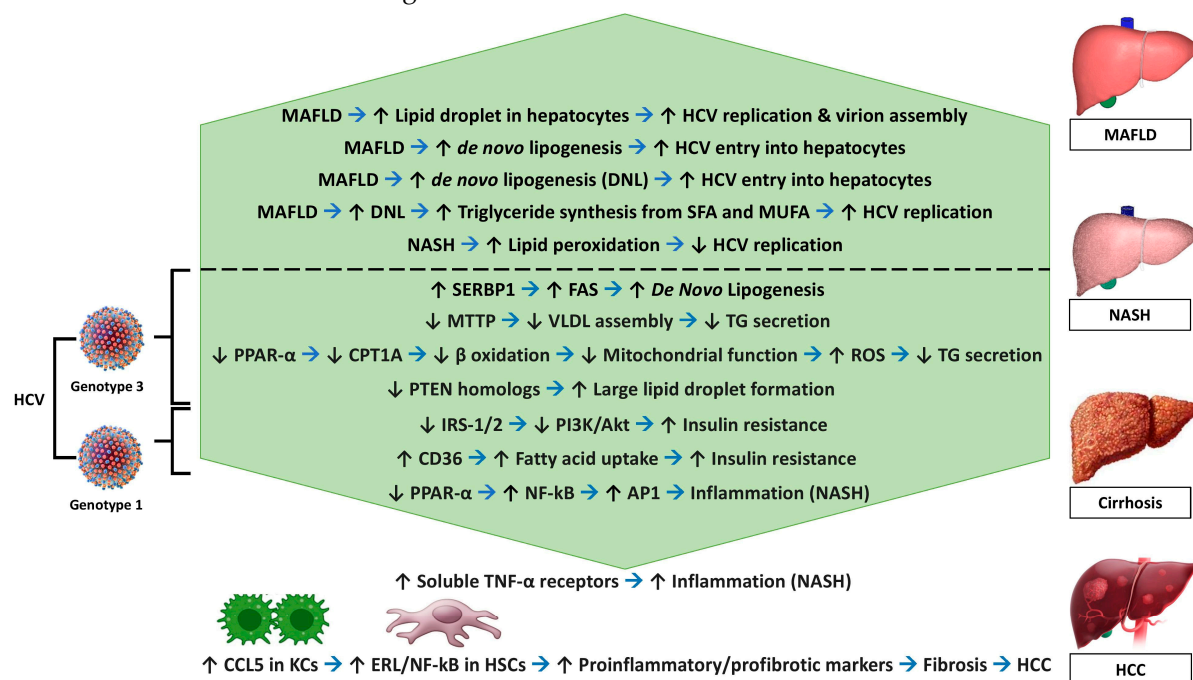 MAFLD → ↑ Lipid droplet in hepatocytes → ↑ HCV replication & virion assembly
MAFLD → ↑ de novo lipogenesis → ↑ HCV entry into hepatocytes
MAFLD → ↑ de novo lipogenesis (DNL) → ↑ HCV entry into hepatocytes
MAFLD → ↑ DNL → ↑ Triglyceride synthesis from SFA and MUFA → ↑ HCV replication
NASH → ↑ Lipid peroxidation → ↓ HCV replication
↑ SERBP1 → ↑ FAS → ↑ De Novo Lipogenesis
↓ MTTP → ↓ VLDL assembly → ↓ TG secretion
↓ PPAR-α → ↓ CPT1A → ↓ β oxidation → ↓ Mitochondrial function → ↑ ROS → ↓ TG secretion
↓ PTEN homologs → ↑ Large lipid droplet formation
↓ IRS-1/2 → ↓ PI3K/Akt → ↑ Insulin resistance
↑ CD36 → ↑ Fatty acid uptake → ↑ Insulin resistance
↓ PPAR-α → ↑ NF-kB → ↑ AP1 → Inflammation (NASH)
↑ Soluble TNF-α receptors → ↑ Inflammation (NASH)
↑ CCL5 in KCs → ↑ ERL/NF-kB in HSCs → ↑ Proinflammatory/profibrotic markers → Fibrosis → HCC
HCV
Genotype 3
Genotype 1
MAFLD
NASH
Cirrhosis
HCC